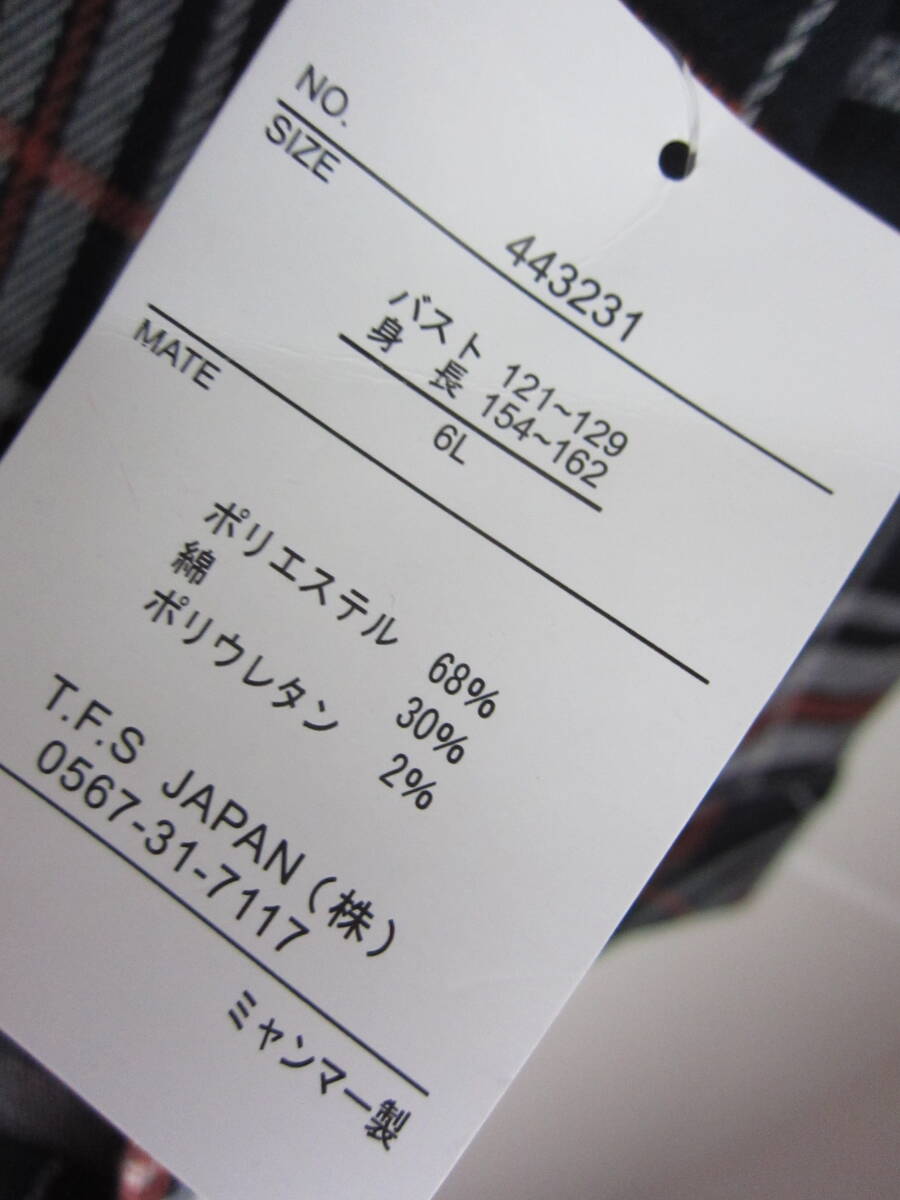 NO.
443231
SIZE
バスト 121~129
身 長 154~162
6L
MATE
ポリエステル 68%
綿 30%
ポリウレタン 2%
T.F.S JAPAN(株)
0567-31-7117
ミャンマー製